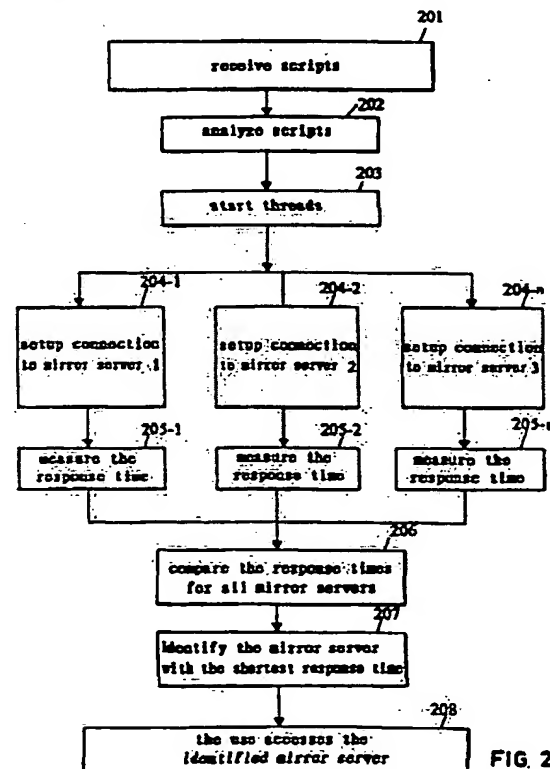 201
receive scripts
202
analyze scripts
203
start threads
204-1
204-2
204-n
setup connection
to mirror server 1
setup connection
to mirror server 2
setup connection
to mirror server 3
205-1
205-2
205-n
measure the
response time
measure the
response time
measure the
response time
206
compare the response times
for all mirror servers
207
identify the mirror server
with the shortest response time
208
the use accesses the
identified mirror server
FIG. 2